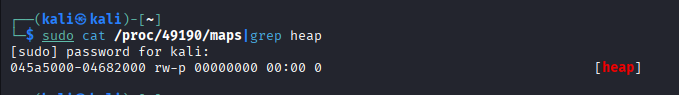 ┌──(kali㉿kali)-[~]
└─$ sudo cat /proc/49190/maps|grep heap
[sudo] password for kali:
045a5000-04682000 rw-p 00000000 00:00 0 [heap]